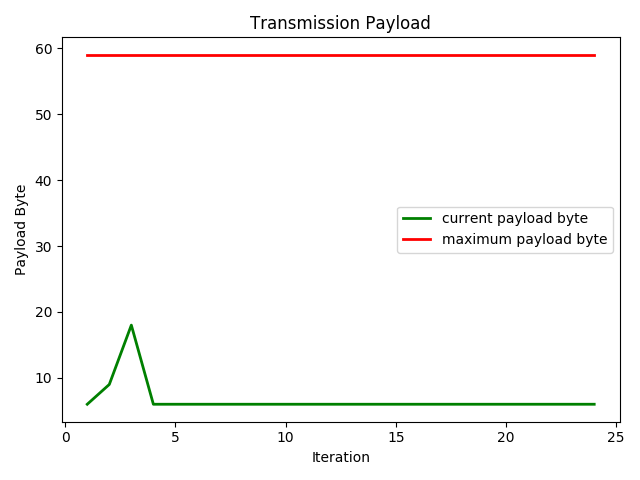 Transmission Payload
60
50
40
30
20
10
Payload Byte
current payload byte
maximum payload byte
0
5
10
15
20
25
Iteration